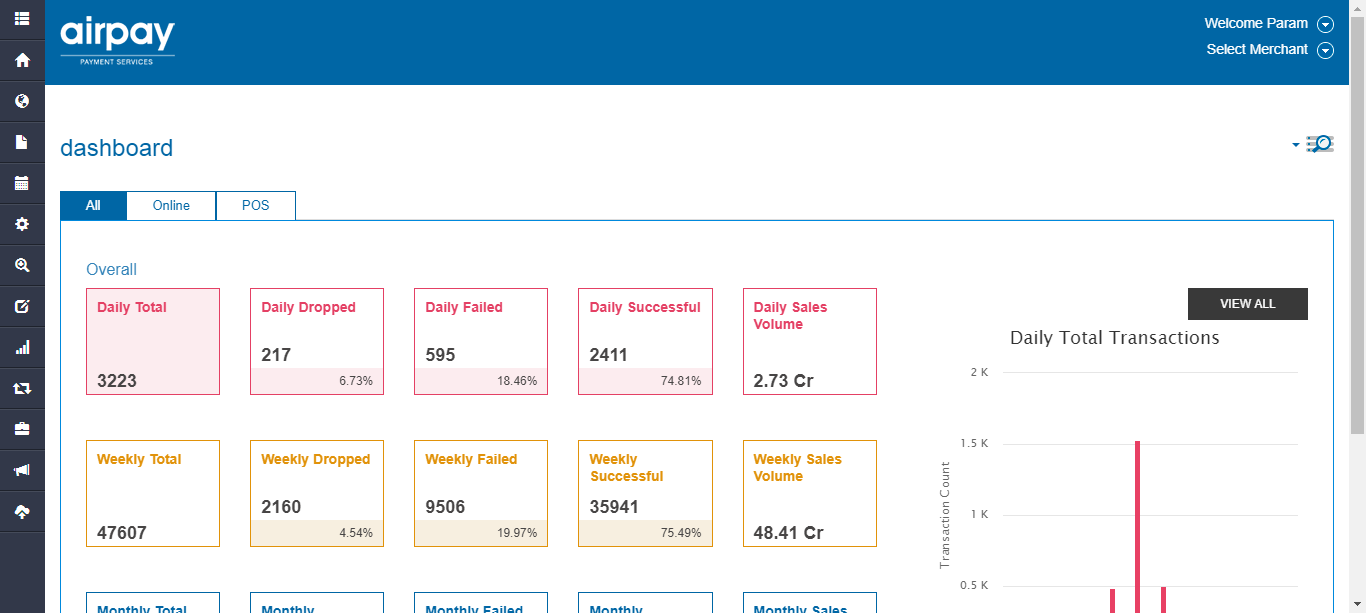 airpay
PAYMENT SERVICES
Welcome Param
Select Merchant
dashboard
All
Online
POS
Overall
Daily Total
3223
Daily Dropped
217
6.73%
Daily Failed
595
18.46%
Daily Successful
2411
74.81%
Daily Sales
Volume
2.73 Cr
VIEW ALL
Daily Total Transactions
2 K
1.5 K
1 K
0.5 K
Transaction Count
Weekly Total
47607
Weekly Dropped
2160
4.54%
Weekly Failed
9506
19.97%
Weekly
Successful
35941
75.49%
Weekly Sales
Volume
48.41 Cr
Monthly Total
Monthly
Monthly Failed
Monthly
Monthly Sales